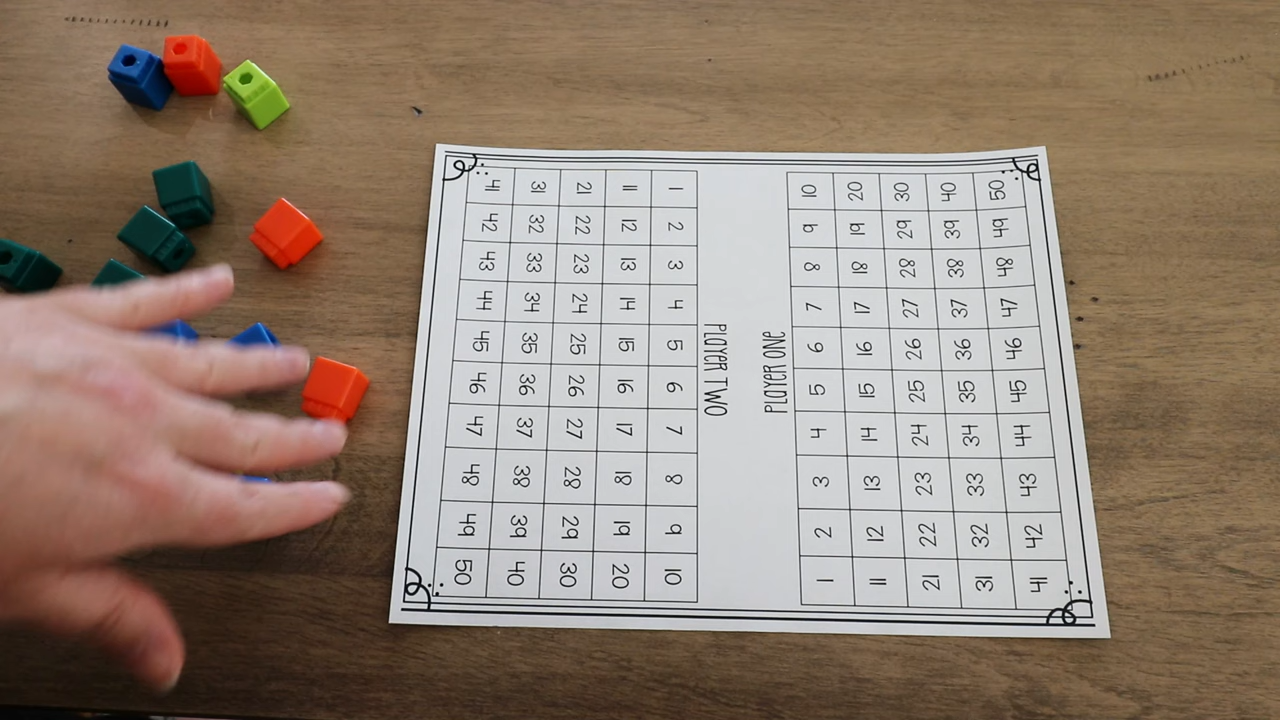 PLAYER ONE
1 2 3 4 5 6 7 8 9 10
11 12 13 14 15 16 17 18 19 20
21 22 23 24 25 26 27 28 29 30
31 32 33 34 35 36 37 38 39 40
41 42 43 44 45 46 47 48 49 50
PLAYER TWO
1 2 3 4 5 6 7 8 9 10
11 12 13 14 15 16 17 18 19 20
21 22 23 24 25 26 27 28 29 30
31 32 33 34 35 36 37 38 39 40
41 42 43 44 45 46 47 48 49 50